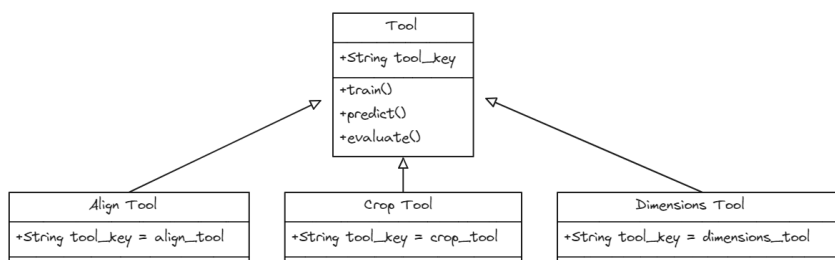 Tool
+String tool_key
+train()
+predict()
+evaluate()
Align Tool
+String tool_key = align_tool
Crop Tool
+String tool_key = crop_tool
Dimensions Tool
+String tool_key = dimensions_tool